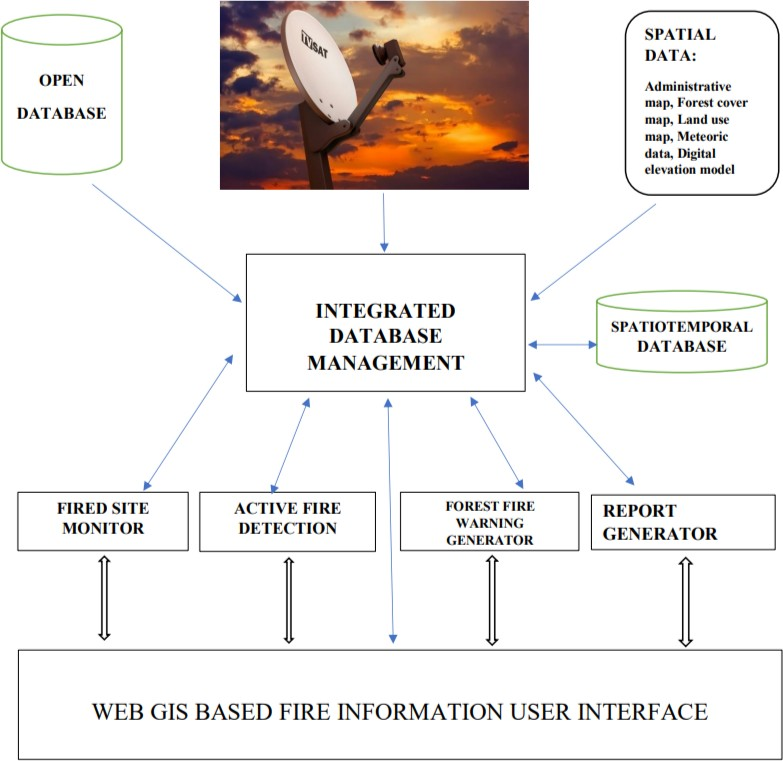 OPEN
DATABASE
TVSAT
SPATIAL
DATA:
Administrative
map, Forest cover
map, Land use
map, Meteoric
data, Digital
elevation model
INTEGRATED
DATABASE
MANAGEMENT
SPATIOTEMPORAL
DATABASE
FIRED SITE
MONITOR
ACTIVE FIRE
DETECTION
FOREST FIRE
WARNING
GENERATOR
REPORT
GENERATOR
WEB GIS BASED FIRE INFORMATION USER INTERFACE